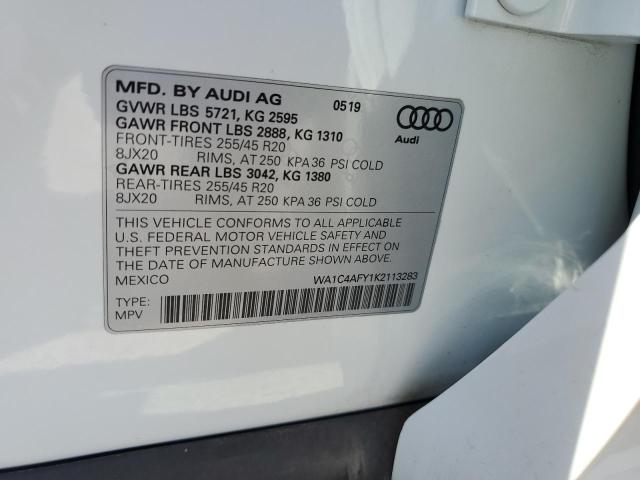 MFD. BY AUDI AG 0519
GVWR LBS 5721, KG 2595
GAWR FRONT LBS 2888, KG 1310
FRONT-TIRES 255/45 R20
8JX20 RIMS, AT 250 KPA 36 PSI COLD
GAWR REAR LBS 3042, KG 1380
REAR-TIRES 255/45 R20
8JX20 RIMS, AT 250 KPA 36 PSI COLD
Audi
THIS VEHICLE CONFORMS TO ALL APPLICABLE
U.S. FEDERAL MOTOR VEHICLE SAFETY AND
THEFT PREVENTION STANDARDS IN EFFECT ON
THE DATE OF MANUFACTURE SHOWN ABOVE.
MEXICO WA1C4AFY1K2113283
TYPE:
MPV